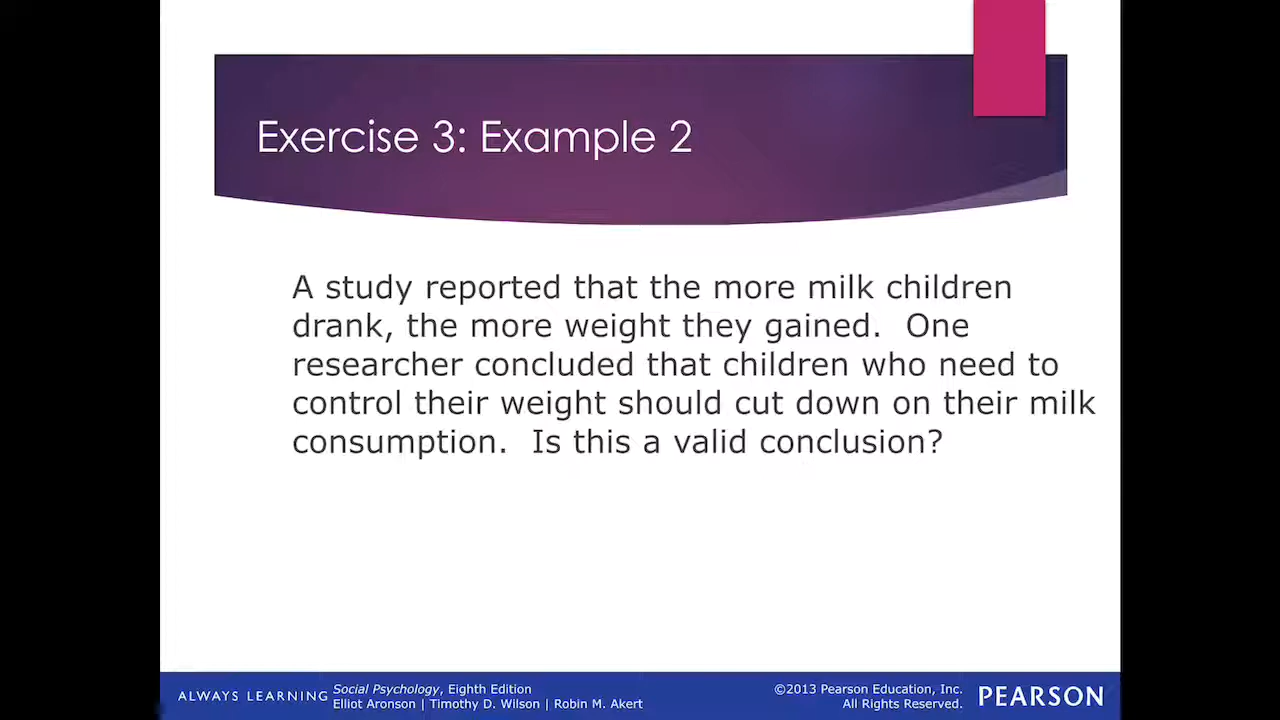 Exercise 3: Example 2
A study reported that the more milk children
drank, the more weight they gained.  One
researcher concluded that children who need to
control their weight should cut down on their milk
consumption.  Is this a valid conclusion?
ALWAYS LEARNING
Social Psychology, Eighth Edition
Elliot Aronson | Timothy D. Wilson | Robin M. Akert
©2013 Pearson Education, Inc.
All Rights Reserved.
PEARSON